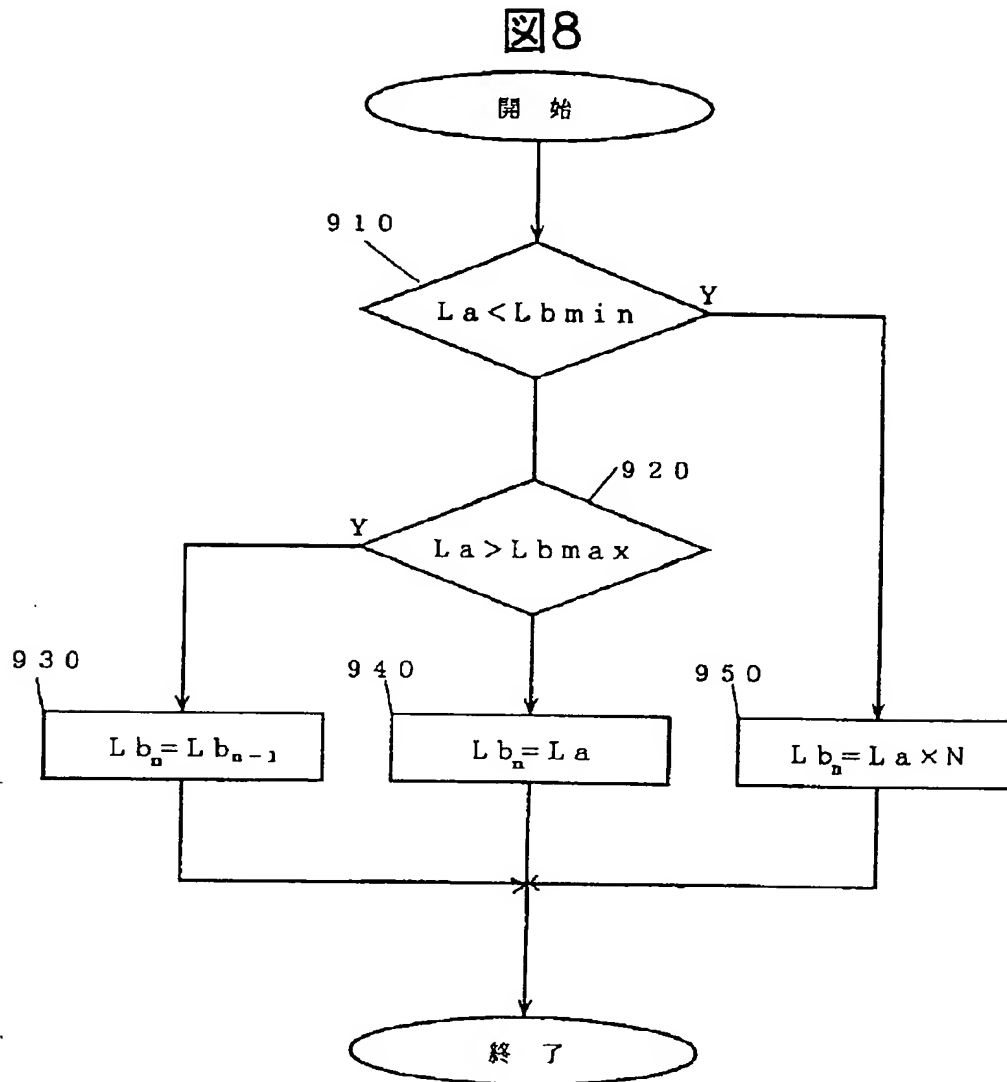 図8
開始
910
La<Lbmin
Y
920
Y
La>Lbmax
930
940
950
Lbₙ=Lbₙ₋₁
Lbₙ=La
Lbₙ=La×N
終了